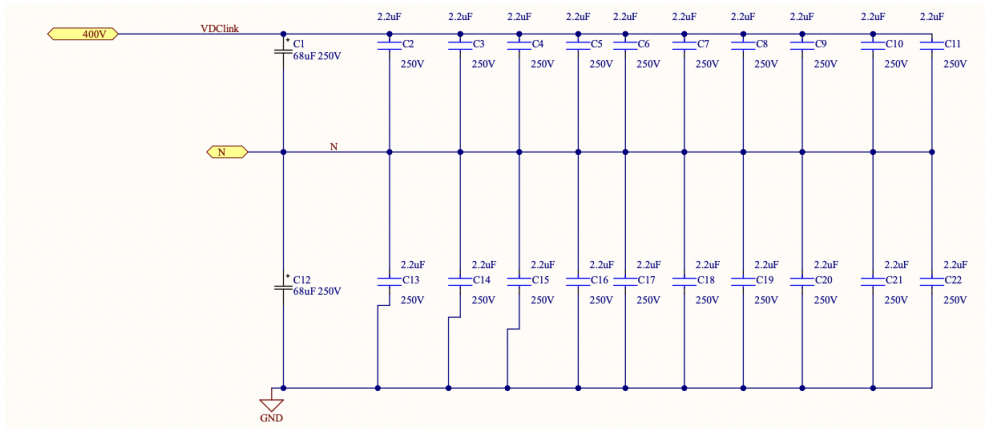 2.2uF 2.2uF 2.2uF 2.2uF 2.2uF 2.2uF 2.2uF 2.2uF 2.2uF 2.2uF
400V VDClink
C1 C2 C3 C4 C5 C6 C7 C8 C9 C10 C11
68uF 250V 250V 250V 250V 250V 250V 250V 250V 250V 250V 250V
N N
2.2uF 2.2uF 2.2uF 2.2uF 2.2uF 2.2uF 2.2uF 2.2uF 2.2uF 2.2uF
C12 C13 C14 C15 C16 C17 C18 C19 C20 C21 C22
68uF 250V 250V 250V 250V 250V 250V 250V 250V 250V 250V 250V
GND